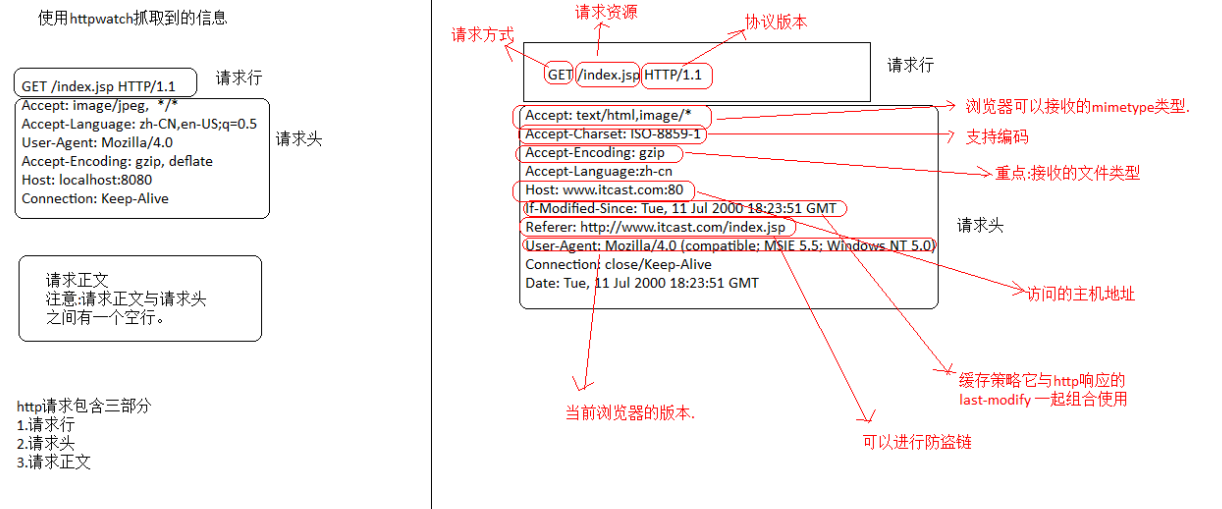 使用httpwatch抓取到的信息
GET /index.jsp HTTP/1.1
请求行
Accept: image/jpeg, */*
Accept-Language: zh-CN,en-US;q=0.5
User-Agent: Mozilla/4.0
Accept-Encoding: gzip, deflate
Host: localhost:8080
Connection: Keep-Alive
请求头
请求正文
注意:请求正文与请求头
之间有一个空行。
http请求包含三部分
1.请求行
2.请求头
3.请求正文
请求方式
请求资源
协议版本
GET /index.jsp HTTP/1.1
请求行
Accept: text/html,image/*
Accept-Charset: ISO-8859-1
Accept-Encoding: gzip
Accept-Language:zh-cn
Host: www.itcast.com:80
If-Modified-Since: Tue, 11 Jul 2000 18:23:51 GMT
Referer: http://www.itcast.com/index.jsp
User-Agent: Mozilla/4.0 (compatible; MSIE 5.5; Windows NT 5.0)
Connection: close/Keep-Alive
Date: Tue, 11 Jul 2000 18:23:51 GMT
请求头
浏览器可以接收的mimetype类型.
支持编码
重点:接收的文件类型
访问的主机地址
缓存策略它与http响应的
last-modify 一起组合使用
可以进行防盗链
当前浏览器的版本.